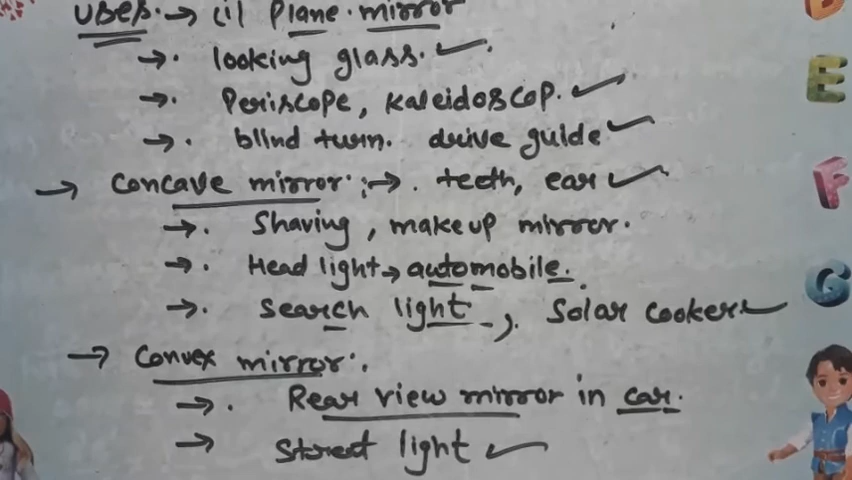 Uses. → (i) Plane mirror
→. looking glass. ✓.
→. Periscope, Kaleidoscop. ✓
→. blind turn. drive guide ✓
→ Concave mirror :→. teeth, ear ✓
→. Shaving, makeup mirror.
→. Head light → automobile.
→. Search light, Solar cooker ✓
→ Convex mirror.
→. Rear view mirror in car.
→ Street light ✓
D
E
F
G